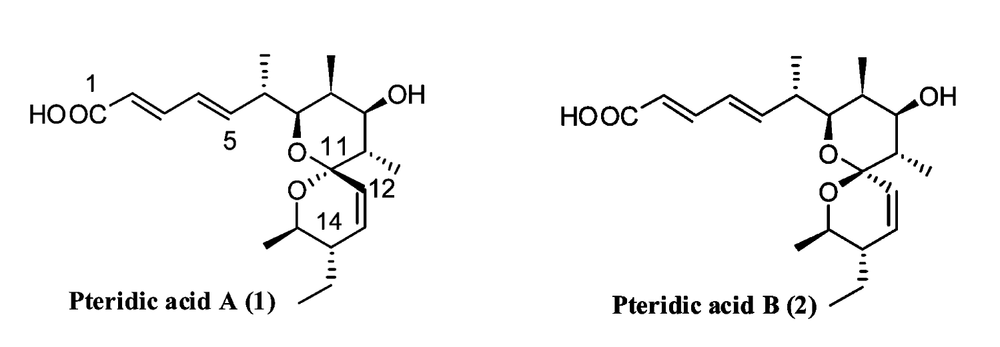 1
HOOC
5
OH
O
11
O
12
14
Pteridic acid A (1)
HOOC
OH
O
O
Pteridic acid B (2)